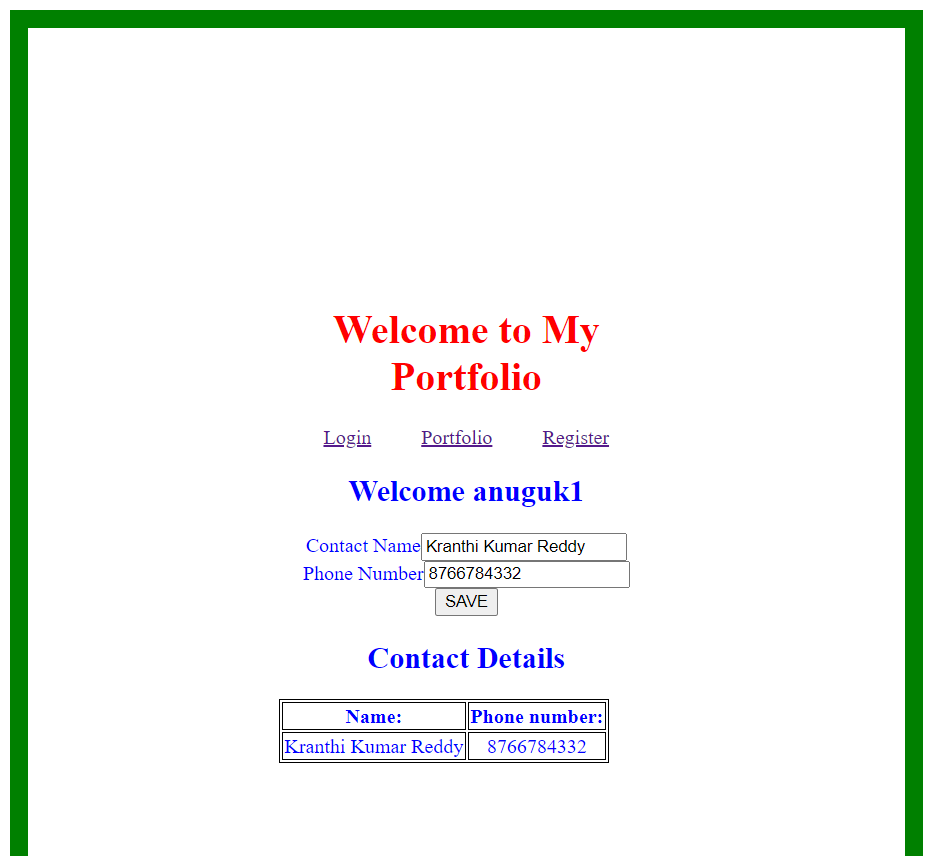 Welcome to My
Portfolio
Login Portfolio Register
Welcome anuguk1
Contact Name Kranthi Kumar Reddy
Phone Number 8766784332
SAVE
Contact Details
Name: Phone number:
Kranthi Kumar Reddy 8766784332